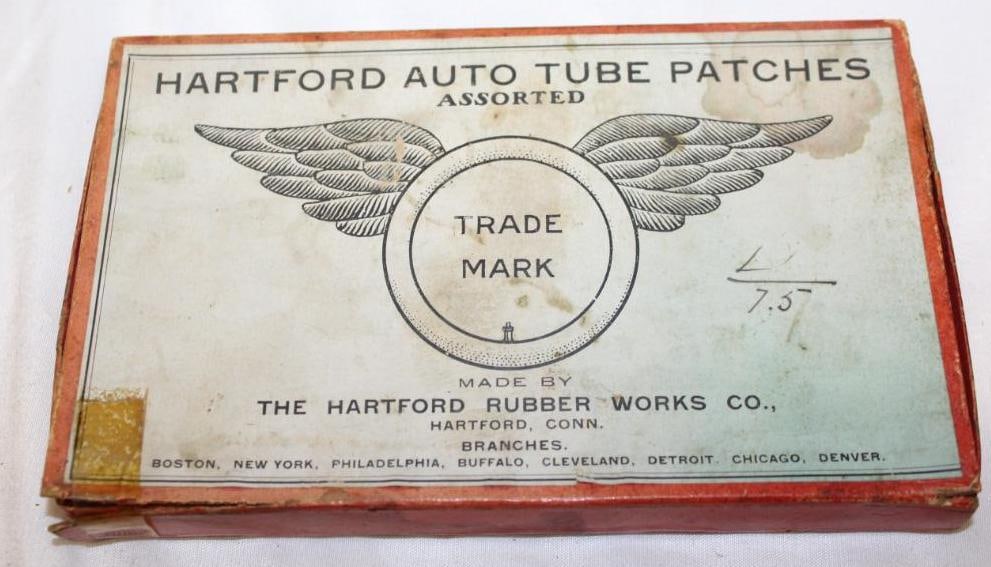 HARTFORD AUTO TUBE PATCHES
ASSORTED
TRADE
MARK
7.5
MADE BY
THE HARTFORD RUBBER WORKS CO.,
HARTFORD, CONN.
BRANCHES.
BOSTON, NEW YORK, PHILADELPHIA, BUFFALO, CLEVELAND, DETROIT. CHICAGO, DENVER.